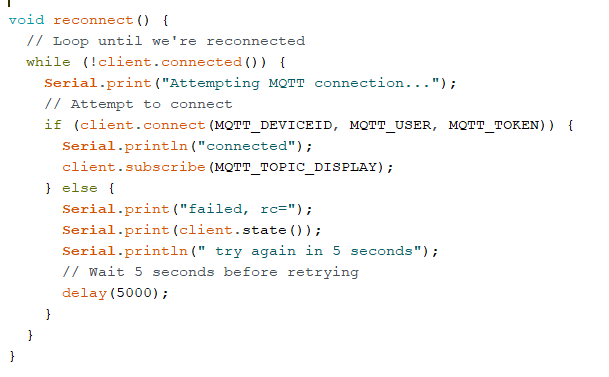 void reconnect() {
  // Loop until we're reconnected
  while (!client.connected()) {
    Serial.print("Attempting MQTT connection...");
    // Attempt to connect
    if (client.connect(MQTT_DEVICEID, MQTT_USER, MQTT_TOKEN)) {
      Serial.println("connected");
      client.subscribe(MQTT_TOPIC_DISPLAY);
    } else {
      Serial.print("failed, rc=");
      Serial.print(client.state());
      Serial.println(" try again in 5 seconds");
      // Wait 5 seconds before retrying
      delay(5000);
    }
  }
}